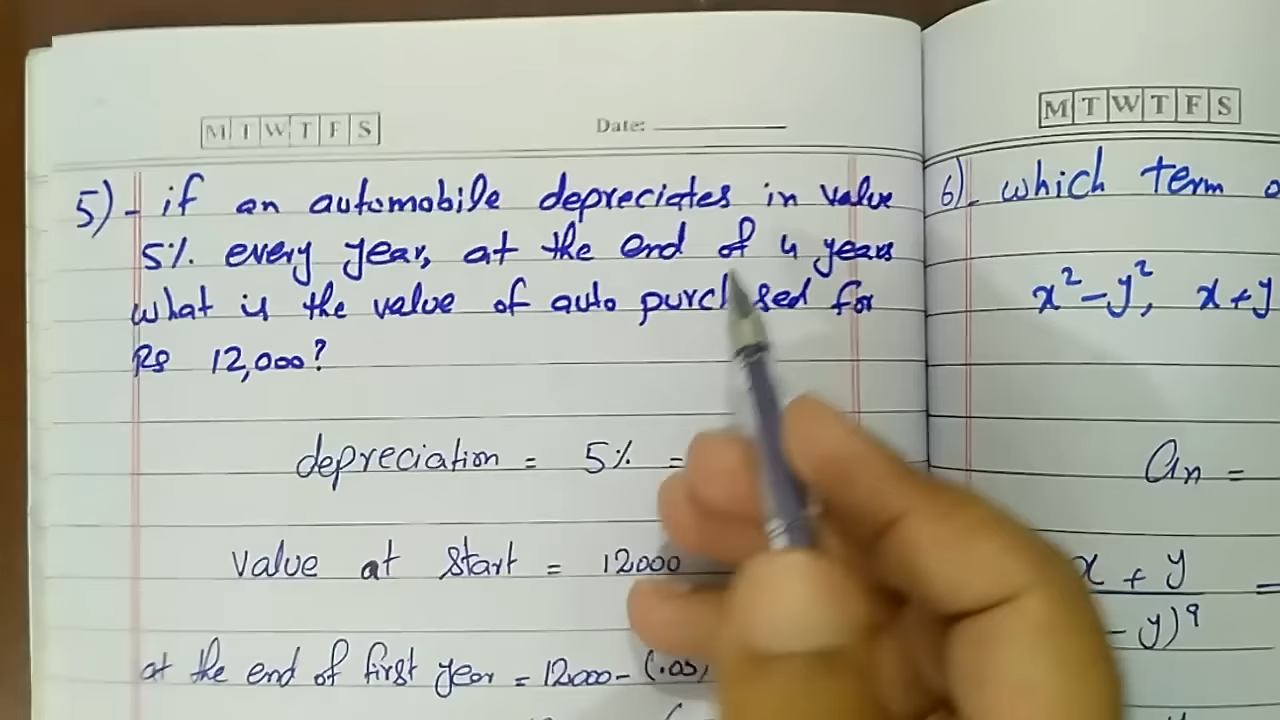 M T W T F S
Date:
5)- if an automobile depreciates in value
5% every year, at the end of 4 years
what is the value of auto purchased for
Rs 12,000?
depreciation = 5% =
value at start = 12000
at the end of first year = 12000 - (.05)
M T W T F S
6) which term o
x² - y², x + y
an =
x + y =
- y)⁹